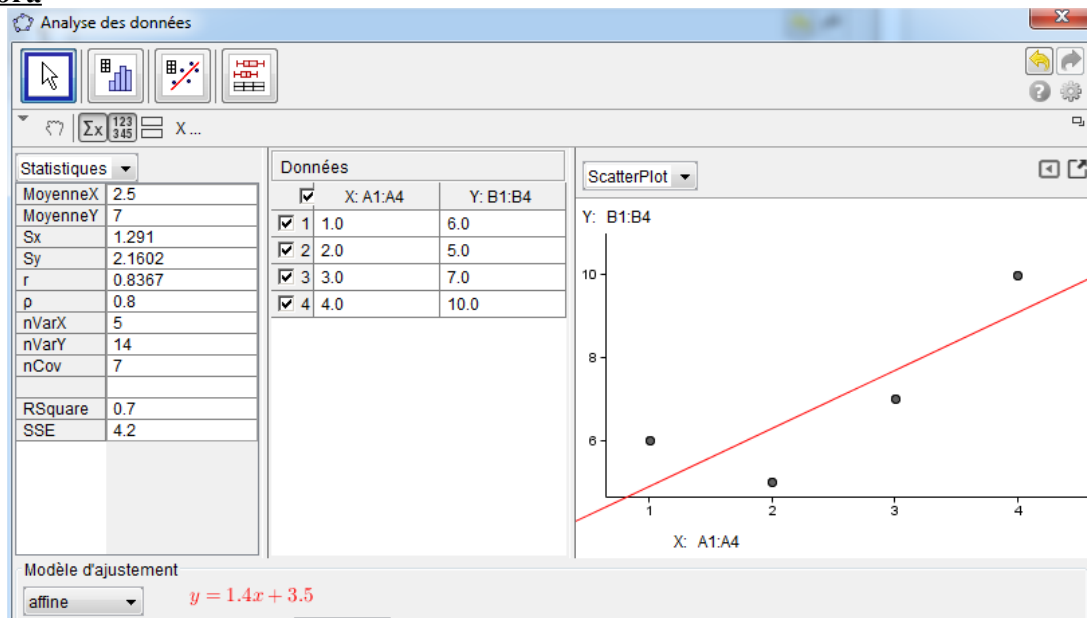 Analyse des données
Σx 123 345 X ...
Statistiques
MoyenneX 2.5
MoyenneY 7
Sx 1.291
Sy 2.1602
r 0.8367
ρ 0.8
nVarX 5
nVarY 14
nCov 7
RSquare 0.7
SSE 4.2
Données
X: A1:A4 Y: B1:B4
1 1.0 6.0
2 2.0 5.0
3 3.0 7.0
4 4.0 10.0
ScatterPlot
Y: B1:B4
10
8
6
1 2 3 4
X: A1:A4
Modèle d'ajustement
affine y = 1.4x + 3.5